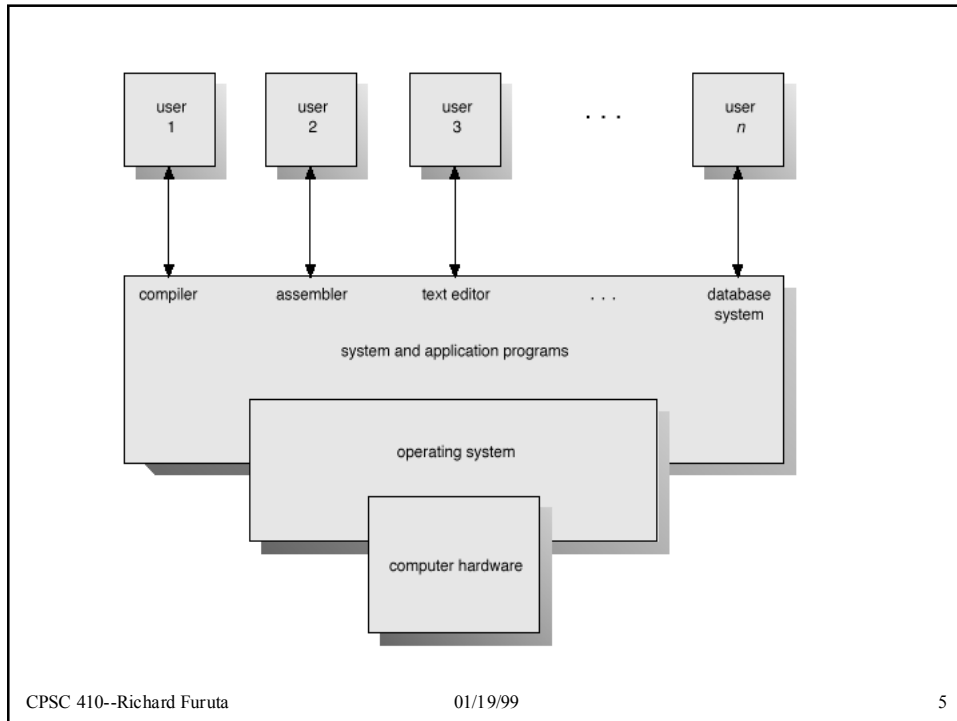 user
1
user
2
user
3
. . .
user
n
compiler
assembler
text editor
. . .
database
system
system and application programs
operating system
computer hardware
CPSC 410--Richard Furuta
01/19/99
5